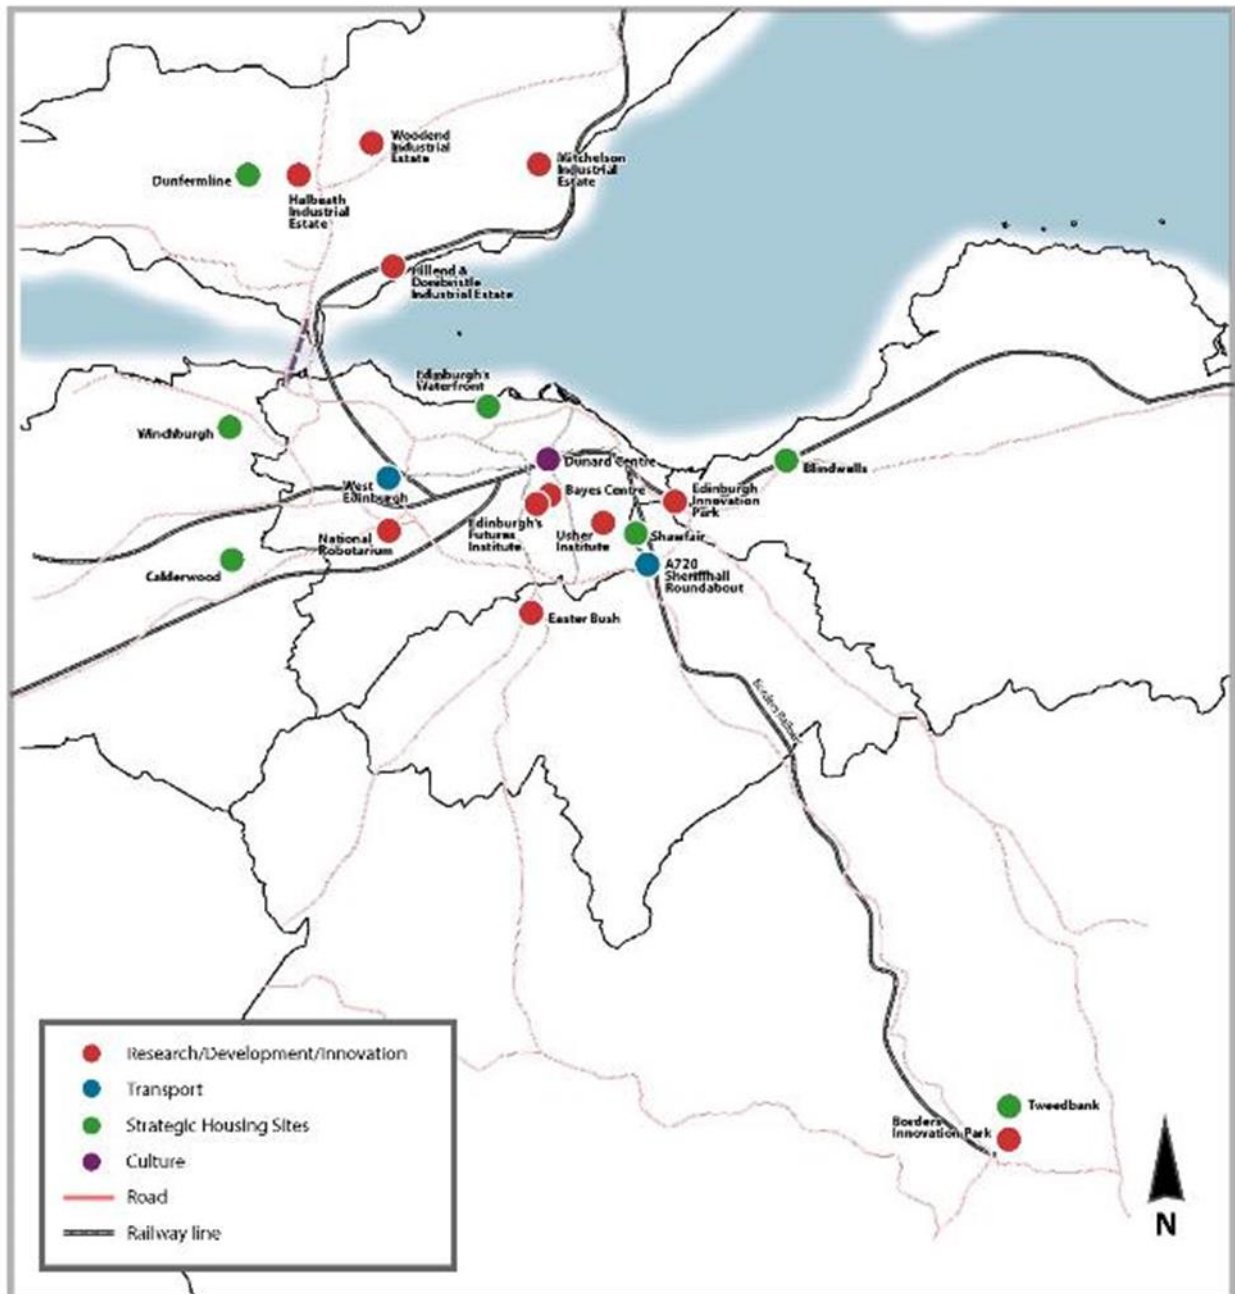 Woodend
Industrial
Estate
Mitchelson
Industrial
Estate
Dunfermline
Halbeath
Industrial
Estate
Hillend &
Donibristle
Industrial Estate
Edinburgh's
Waterfront
Winchburgh
Dunard Centre
Blindwells
West
Edinburgh
Bayes Centre
Edinburgh
Innovation
Park
National
Robotarium
Edinburgh's
Futures
Institute
Usher
Institute
Shawfair
Calderwood
A720
Sheriffhall
Roundabout
Easter Bush
Borders Railway
Research/Development/Innovation
Transport
Strategic Housing Sites
Culture
Road
Railway line
Tweedbank
Borders
Innovation Park
N